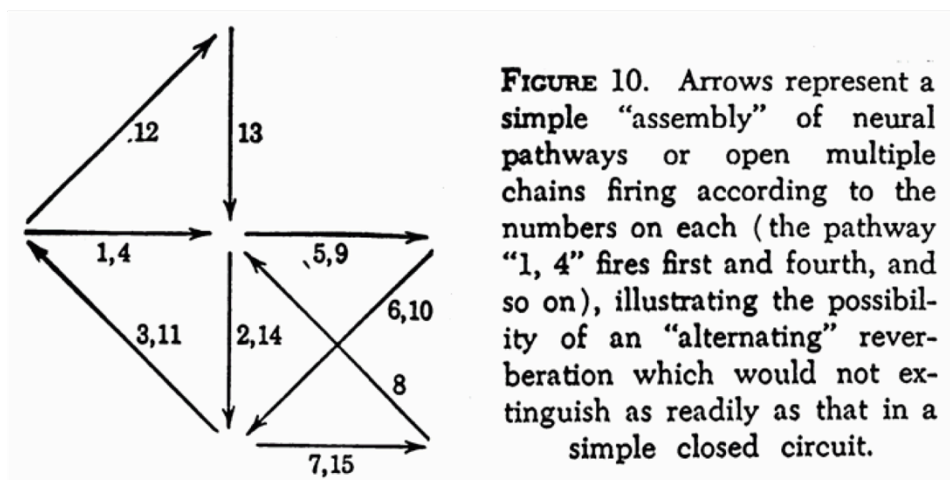 .12
13
1,4
5,9
6,10
3,11
2,14
8
7,15
FIGURE 10. Arrows represent a
simple “assembly” of neural
pathways or open multiple
chains firing according to the
numbers on each (the pathway
“1, 4” fires first and fourth, and
so on), illustrating the possibil-
ity of an “alternating” rever-
beration which would not ex-
tinguish as readily as that in a
simple closed circuit.